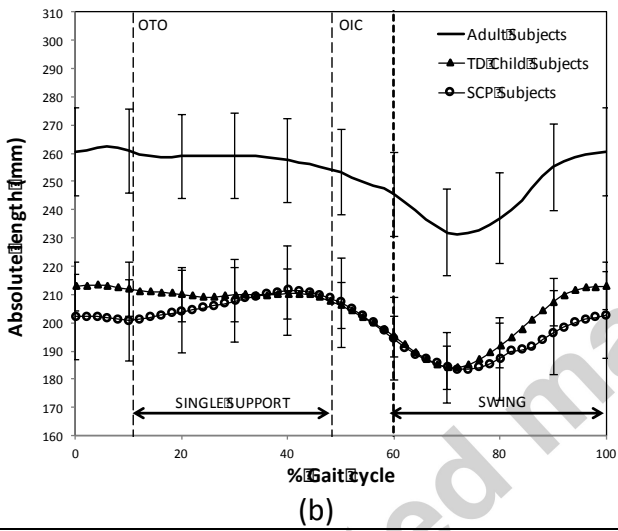 310
300
290
280
270
260
250
240
230
220
210
200
190
180
170
160
Absolute length (mm)
OTO
OIC
Adult Subjects
TD Child Subjects
SCP Subjects
SINGLE SUPPORT
SWING
0 20 40 60 80 100
% Gait cycle
(b)
ted ma